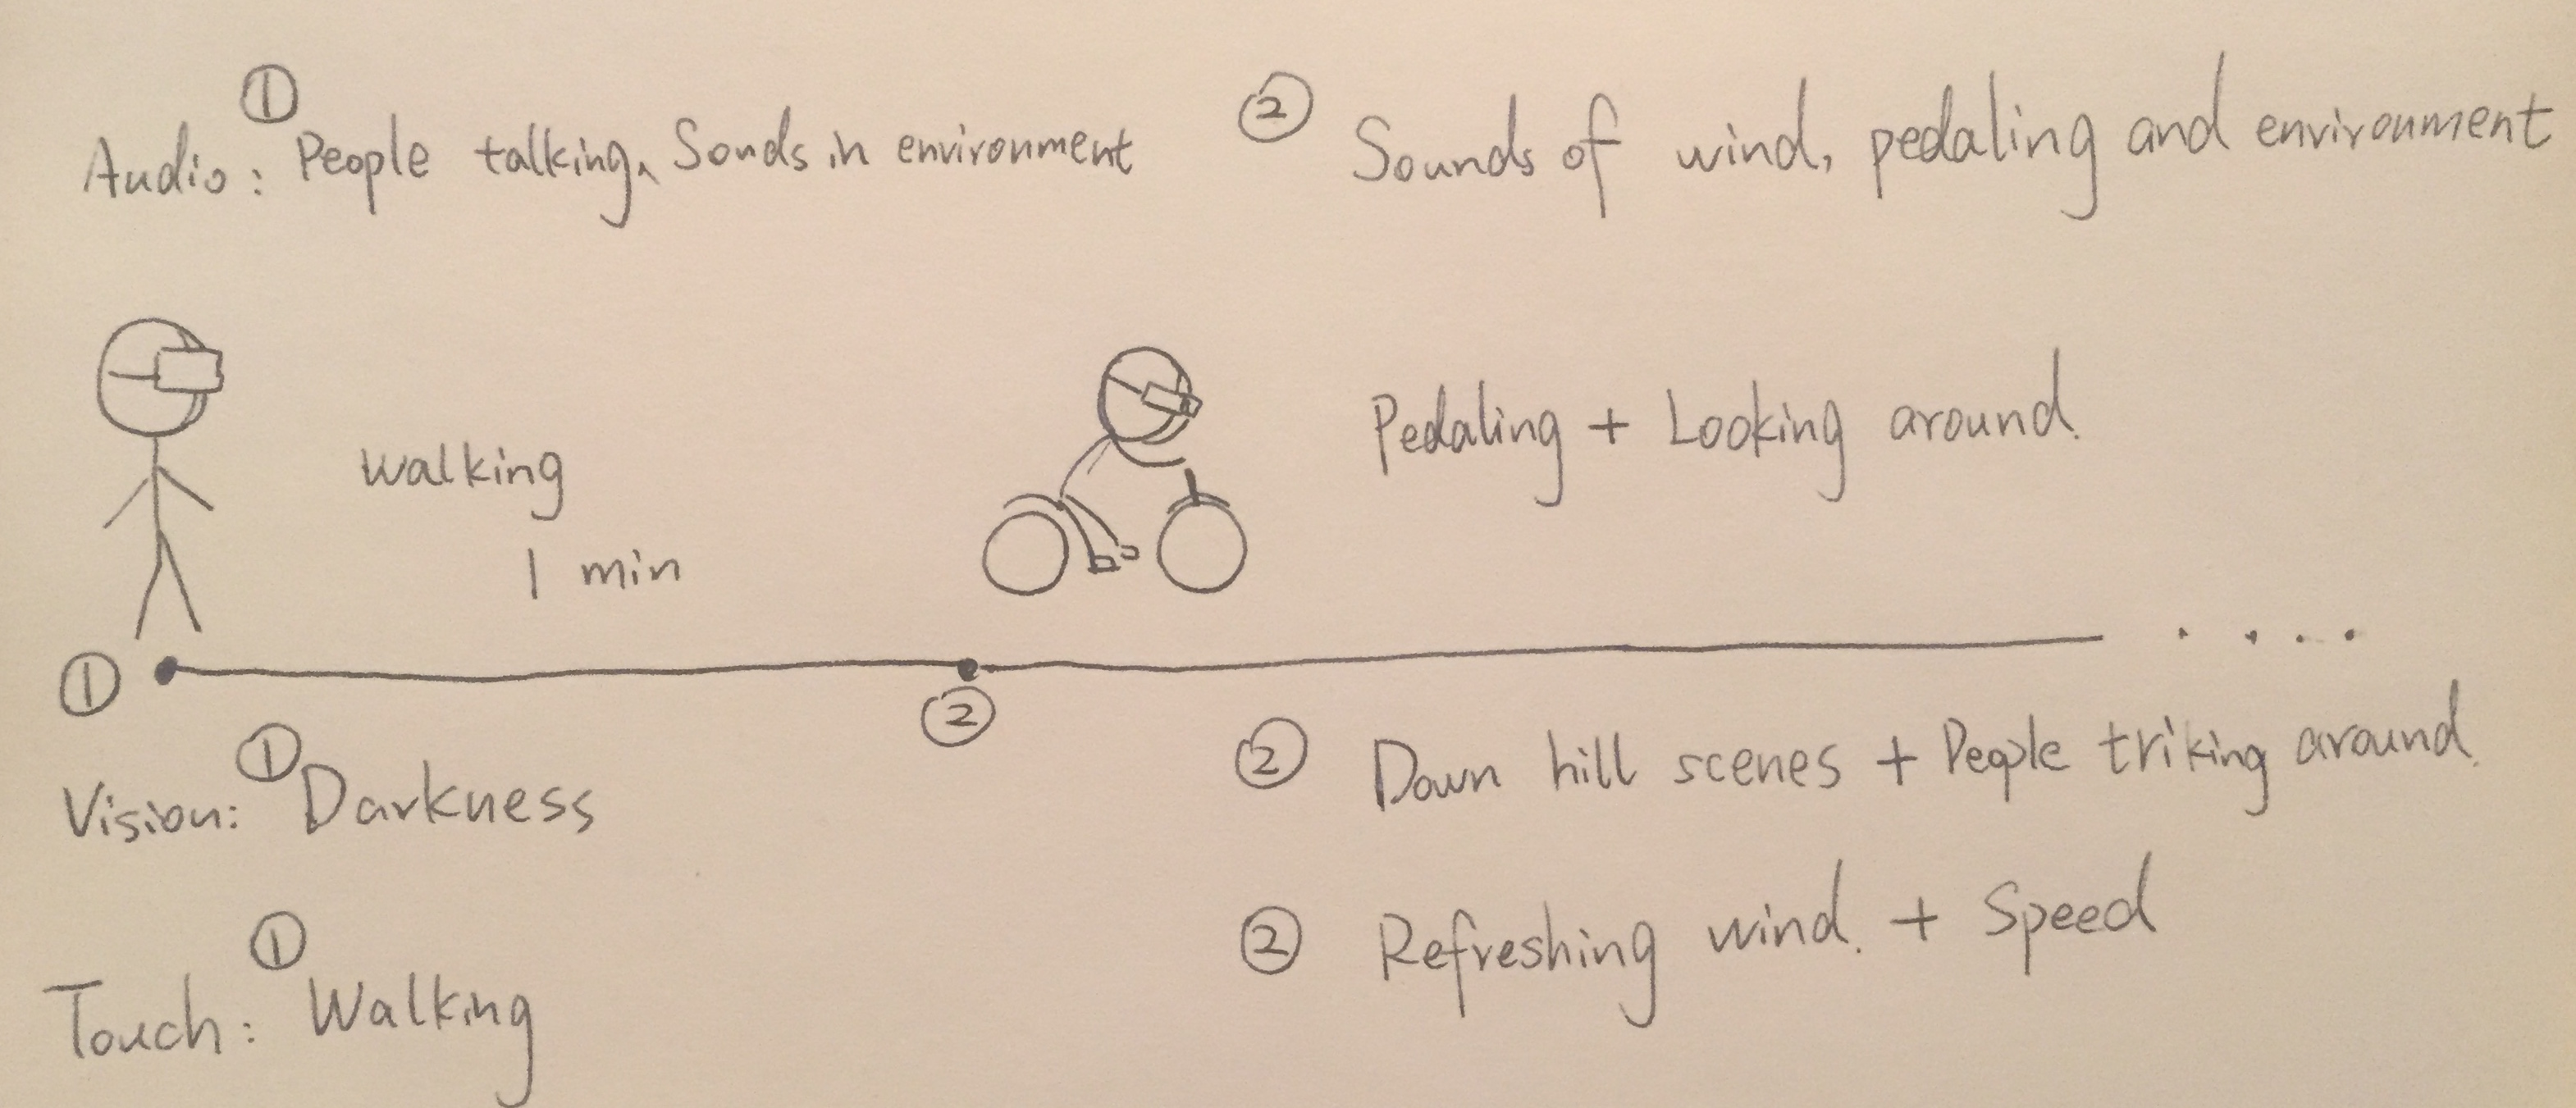 ①
Audio: People talking、Sonds in environment
② Sounds of wind, pedaling and environment
walking
1 min
Pedaling + Looking around.
①
②
①
Vision: Darkness
② Down hill scenes + People triking around.
①
Touch: Walking
② Refreshing wind. + Speed